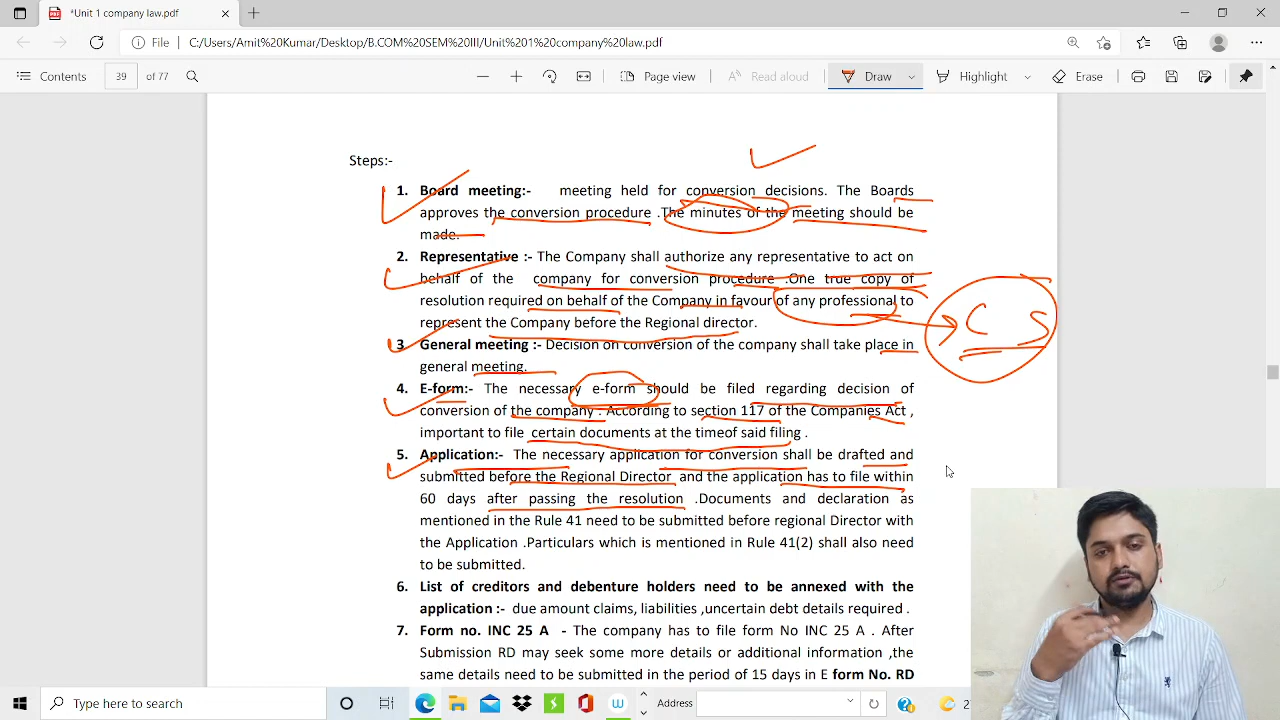 *Unit 1 company law.pdf
File C:/Users/Amit%20Kumar/Desktop/B.COM%20SEM%20III/Unit%201%20company%20law.pdf
Contents 39 of 77 Page view Read aloud Draw Highlight Erase
Steps:-
1. Board meeting:- meeting held for conversion decisions. The Boards
approves the conversion procedure .The minutes of the meeting should be
made.
2. Representative :- The Company shall authorize any representative to act on
behalf of the company for conversion procedure .One true copy of
resolution required on behalf of the Company in favour of any professional to
represent the Company before the Regional director.
C S
3. General meeting :- Decision on conversion of the company shall take place in
general meeting.
4. E-form:- The necessary e-form should be filed regarding decision of
conversion of the company . According to section 117 of the Companies Act ,
important to file certain documents at the timeof said filing .
5. Application:- The necessary application for conversion shall be drafted and
submitted before the Regional Director and the application has to file within
60 days after passing the resolution .Documents and declaration as
mentioned in the Rule 41 need to be submitted before regional Director with
the Application .Particulars which is mentioned in Rule 41(2) shall also need
to be submitted.
6. List of creditors and debenture holders need to be annexed with the
application :- due amount claims, liabilities ,uncertain debt details required .
7. Form no. INC 25 A - The company has to file form No INC 25 A . After
Submission RD may seek some more details or additional information ,the
same details need to be submitted in the period of 15 days in E form No. RD
Type here to search Address 2